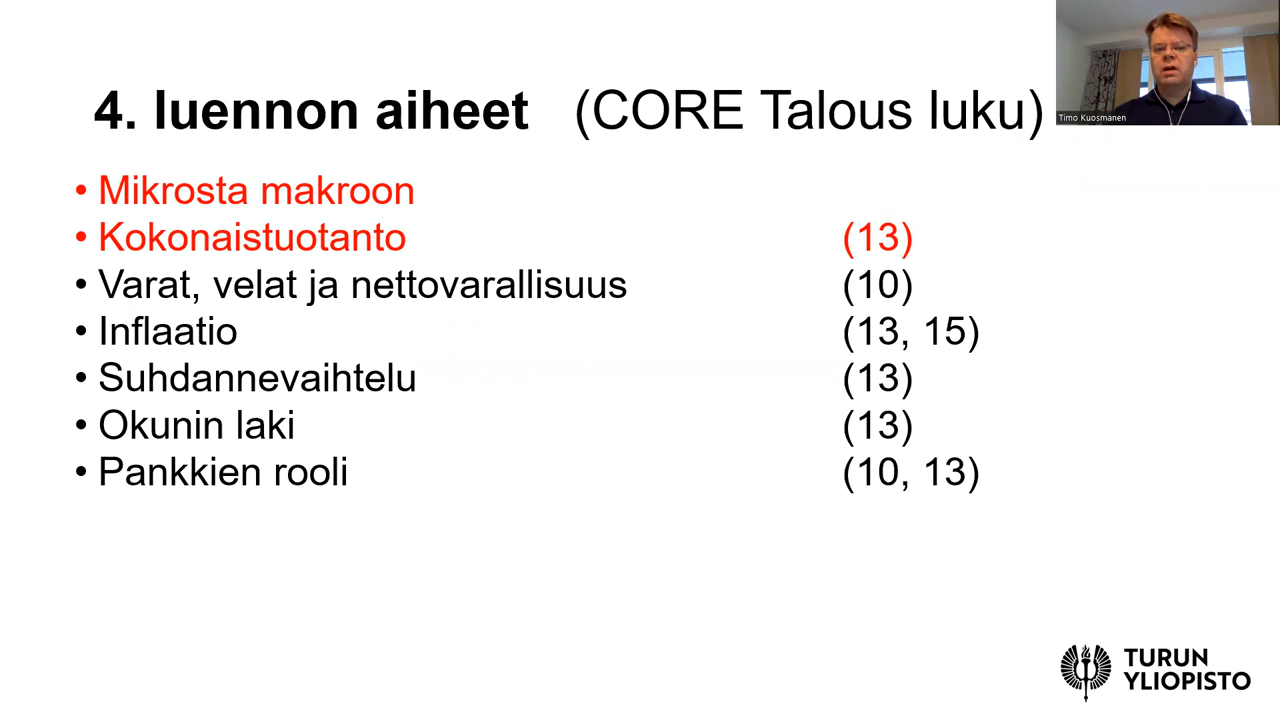 4. luennon aiheet (CORE Talous luku)
Timo Kuosmanen
• Mikrosta makroon
• Kokonaistuotanto (13)
• Varat, velat ja nettovarallisuus (10)
• Inflaatio (13, 15)
• Suhdannevaihtelu (13)
• Okunin laki (13)
• Pankkien rooli (10, 13)
TURUN
YLIOPISTO